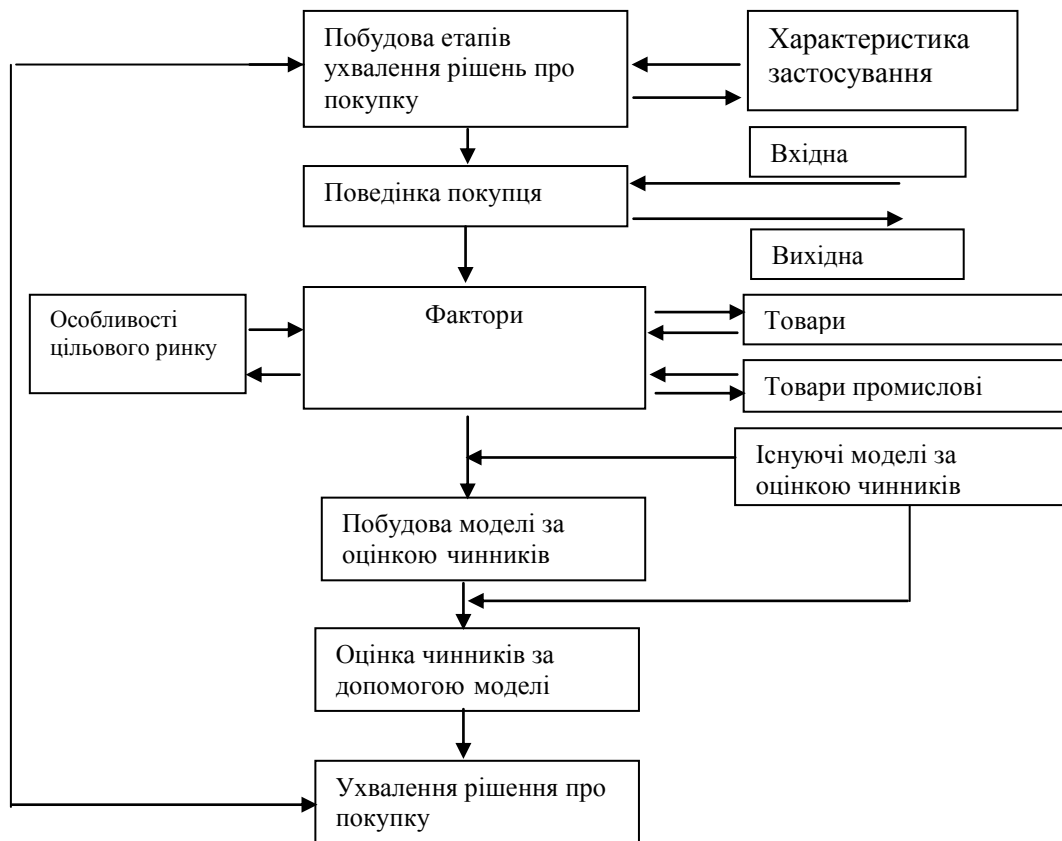 Побудова етапів
ухвалення рішень про
покупку
Характеристика
застосування
Вхідна
Поведінка покупця
Вихідна
Особливості
цільового ринку
Фактори
Товари
Товари промислові
Існуючі моделі за
оцінкою чинників
Побудова моделі за
оцінкою чинників
Оцінка чинників за
допомогою моделі
Ухвалення рішення про
покупку